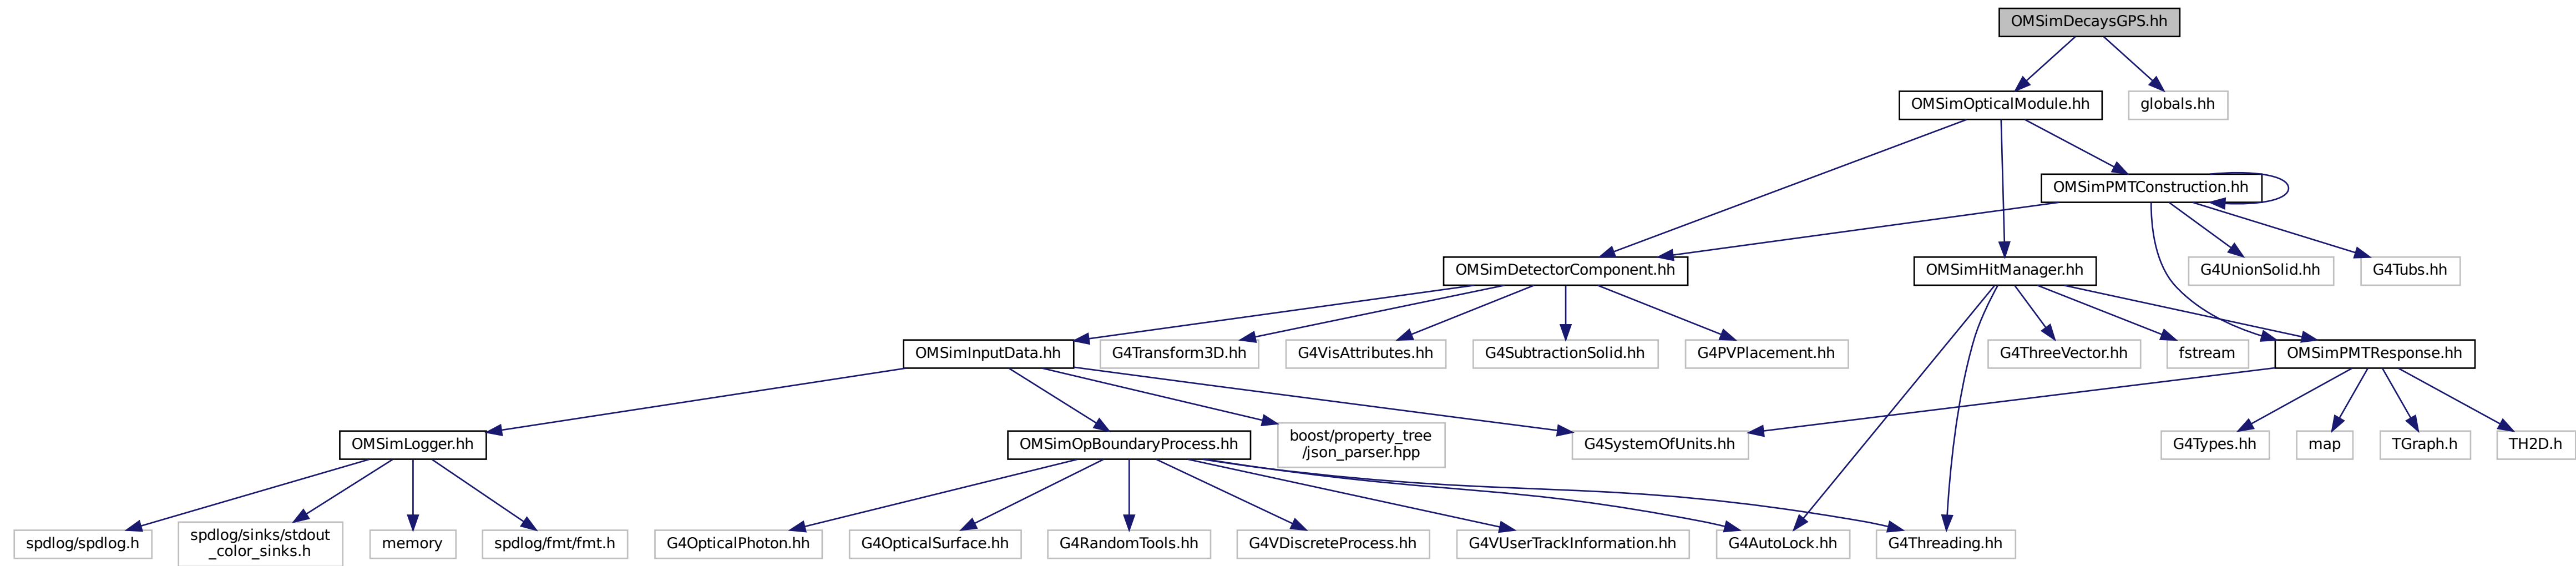 OMSimDecaysGPS.hh
OMSimOpticalModule.hh
globals.hh
OMSimPMTConstruction.hh
OMSimDetectorComponent.hh
OMSimHitManager.hh
G4UnionSolid.hh
G4Tubs.hh
OMSimInputData.hh
G4Transform3D.hh
G4VisAttributes.hh
G4SubtractionSolid.hh
G4PVPlacement.hh
G4ThreeVector.hh
fstream
OMSimPMTResponse.hh
OMSimLogger.hh
OMSimOpBoundaryProcess.hh
boost/property_tree
/json_parser.hpp
G4SystemOfUnits.hh
G4Types.hh
map
TGraph.h
TH2D.h
spdlog/spdlog.h
spdlog/sinks/stdout
_color_sinks.h
memory
spdlog/fmt/fmt.h
G4OpticalPhoton.hh
G4OpticalSurface.hh
G4RandomTools.hh
G4VDiscreteProcess.hh
G4VUserTrackInformation.hh
G4AutoLock.hh
G4Threading.hh